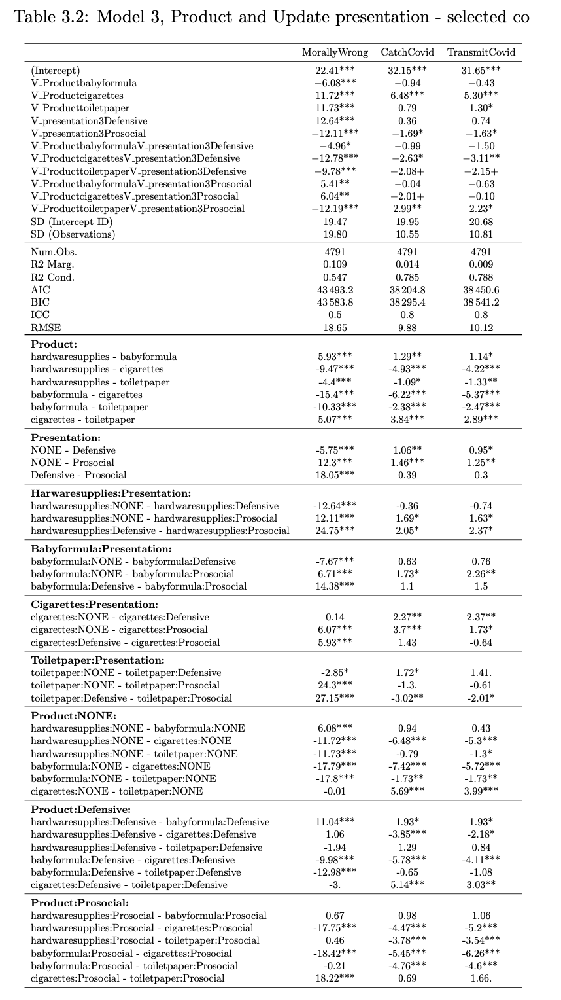 Table 3.2: Model 3, Product and Update presentation - selected co
MorallyWrong CatchCovid TransmitCovid
(Intercept) 22.41*** 32.15*** 31.65***
V_Productbabyformula −6.08*** −0.94 −0.43
V_Productcigarettes 11.72*** 6.48*** 5.30***
V_Producttoiletpaper 11.73*** 0.79 1.30*
V_presentation3Defensive 12.64*** 0.36 0.74
V_presentation3Prosocial −12.11*** −1.69* −1.63*
V_ProductbabyformulaV_presentation3Defensive −4.96* −0.99 −1.50
V_ProductcigarettesV_presentation3Defensive −12.78*** −2.63* −3.11**
V_ProducttoiletpaperV_presentation3Defensive −9.78*** −2.08+ −2.15+
V_ProductbabyformulaV_presentation3Prosocial 5.41** −0.04 −0.63
V_ProductcigarettesV_presentation3Prosocial 6.04** −2.01+ −0.10
V_ProducttoiletpaperV_presentation3Prosocial −12.19*** 2.99** 2.23*
SD (Intercept ID) 19.47 19.95 20.68
SD (Observations) 19.80 10.55 10.81
Num.Obs. 4791 4791 4791
R2 Marg. 0.109 0.014 0.009
R2 Cond. 0.547 0.785 0.788
AIC 43 493.2 38 204.8 38 450.6
BIC 43 583.8 38 295.4 38 541.2
ICC 0.5 0.8 0.8
RMSE 18.65 9.88 10.12
Product:
hardwaresupplies - babyformula 5.93*** 1.29** 1.14*
hardwaresupplies - cigarettes -9.47*** -4.93*** -4.22***
hardwaresupplies - toiletpaper -4.4*** -1.09* -1.33**
babyformula - cigarettes -15.4*** -6.22*** -5.37***
babyformula - toiletpaper -10.33*** -2.38*** -2.47***
cigarettes - toiletpaper 5.07*** 3.84*** 2.89***
Presentation:
NONE - Defensive -5.75*** 1.06** 0.95*
NONE - Prosocial 12.3*** 1.46*** 1.25**
Defensive - Prosocial 18.05*** 0.39 0.3
Harwaresupplies:Presentation:
hardwaresupplies:NONE - hardwaresupplies:Defensive -12.64*** -0.36 -0.74
hardwaresupplies:NONE - hardwaresupplies:Prosocial 12.11*** 1.69* 1.63*
hardwaresupplies:Defensive - hardwaresupplies:Prosocial 24.75*** 2.05* 2.37*
Babyformula:Presentation:
babyformula:NONE - babyformula:Defensive -7.67*** 0.63 0.76
babyformula:NONE - babyformula:Prosocial 6.71*** 1.73* 2.26**
babyformula:Defensive - babyformula:Prosocial 14.38*** 1.1 1.5
Cigarettes:Presentation:
cigarettes:NONE - cigarettes:Defensive 0.14 2.27** 2.37**
cigarettes:NONE - cigarettes:Prosocial 6.07*** 3.7*** 1.73*
cigarettes:Defensive - cigarettes:Prosocial 5.93*** 1.43 -0.64
Toiletpaper:Presentation:
toiletpaper:NONE - toiletpaper:Defensive -2.85* 1.72* 1.41.
toiletpaper:NONE - toiletpaper:Prosocial 24.3*** -1.3. -0.61
toiletpaper:Defensive - toiletpaper:Prosocial 27.15*** -3.02** -2.01*
Product:NONE:
hardwaresupplies:NONE - babyformula:NONE 6.08*** 0.94 0.43
hardwaresupplies:NONE - cigarettes:NONE -11.72*** -6.48*** -5.3***
hardwaresupplies:NONE - toiletpaper:NONE -11.73*** -0.79 -1.3*
babyformula:NONE - cigarettes:NONE -17.79*** -7.42*** -5.72***
babyformula:NONE - toiletpaper:NONE -17.8*** -1.73** -1.73**
cigarettes:NONE - toiletpaper:NONE -0.01 5.69*** 3.99***
Product:Defensive:
hardwaresupplies:Defensive - babyformula:Defensive 11.04*** 1.93* 1.93*
hardwaresupplies:Defensive - cigarettes:Defensive 1.06 -3.85*** -2.18*
hardwaresupplies:Defensive - toiletpaper:Defensive -1.94 1.29 0.84
babyformula:Defensive - cigarettes:Defensive -9.98*** -5.78*** -4.11***
babyformula:Defensive - toiletpaper:Defensive -12.98*** -0.65 -1.08
cigarettes:Defensive - toiletpaper:Defensive -3. 5.14*** 3.03**
Product:Prosocial:
hardwaresupplies:Prosocial - babyformula:Prosocial 0.67 0.98 1.06
hardwaresupplies:Prosocial - cigarettes:Prosocial -17.75*** -4.47*** -5.2***
hardwaresupplies:Prosocial - toiletpaper:Prosocial 0.46 -3.78*** -3.54***
babyformula:Prosocial - cigarettes:Prosocial -18.42*** -5.45*** -6.26***
babyformula:Prosocial - toiletpaper:Prosocial -0.21 -4.76*** -4.6***
cigarettes:Prosocial - toiletpaper:Prosocial 18.22*** 0.69 1.66.